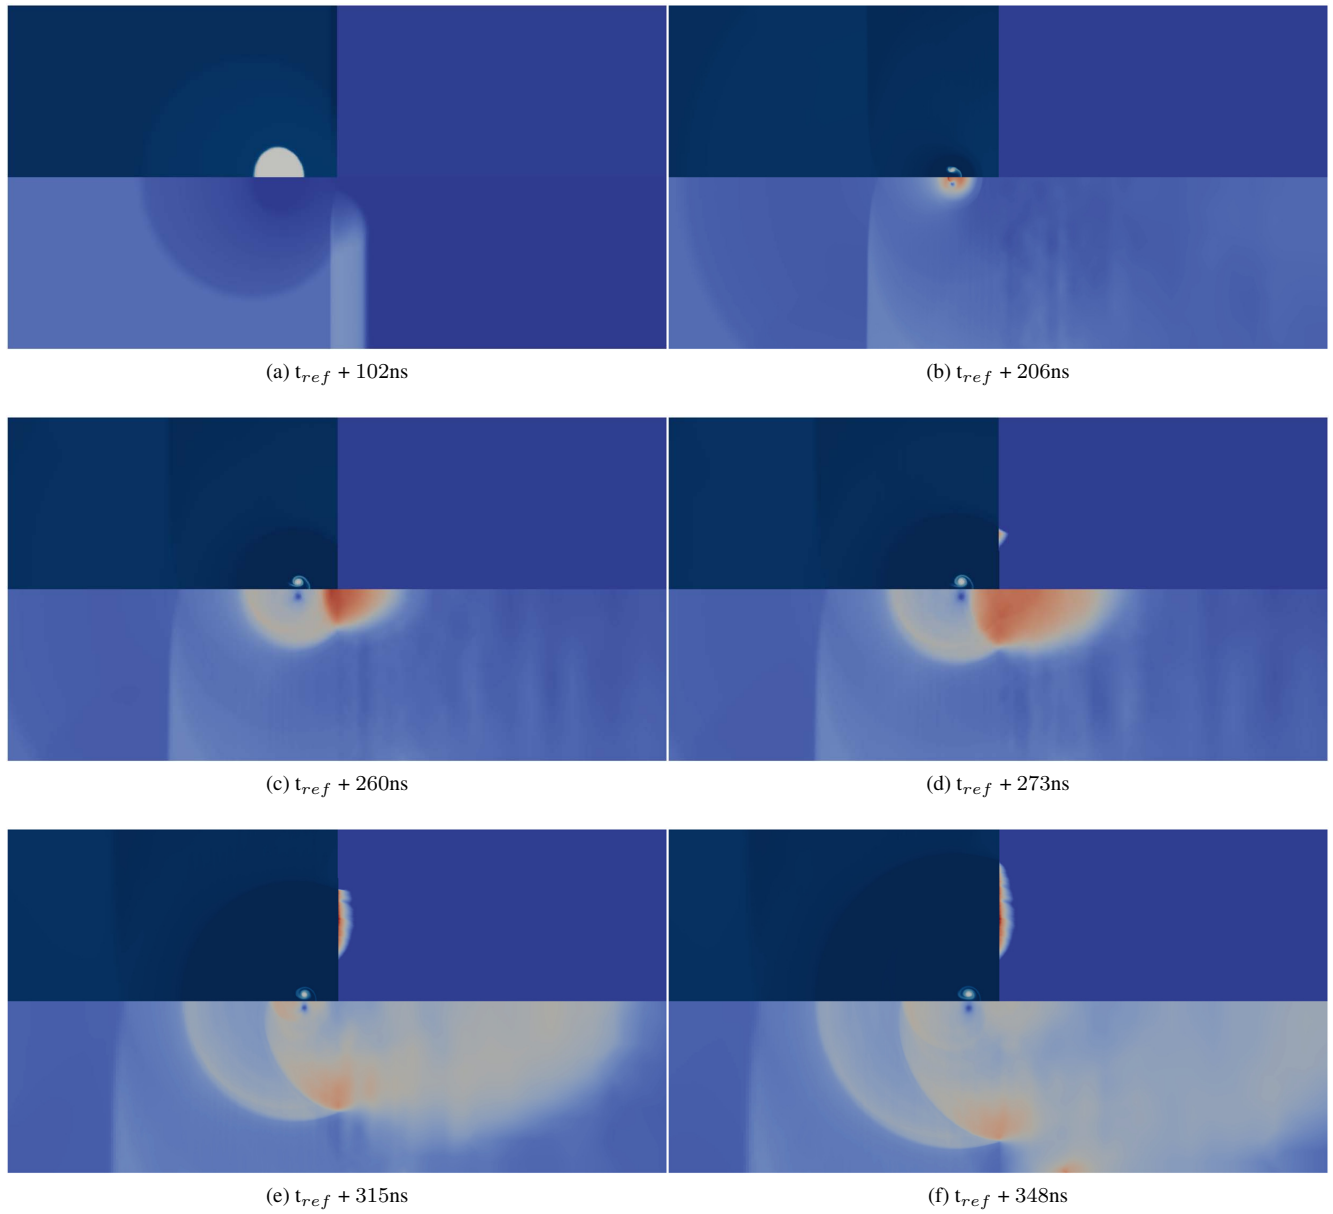 (a) t_ref + 102ns
(b) t_ref + 206ns
(c) t_ref + 260ns
(d) t_ref + 273ns
(e) t_ref + 315ns
(f) t_ref + 348ns